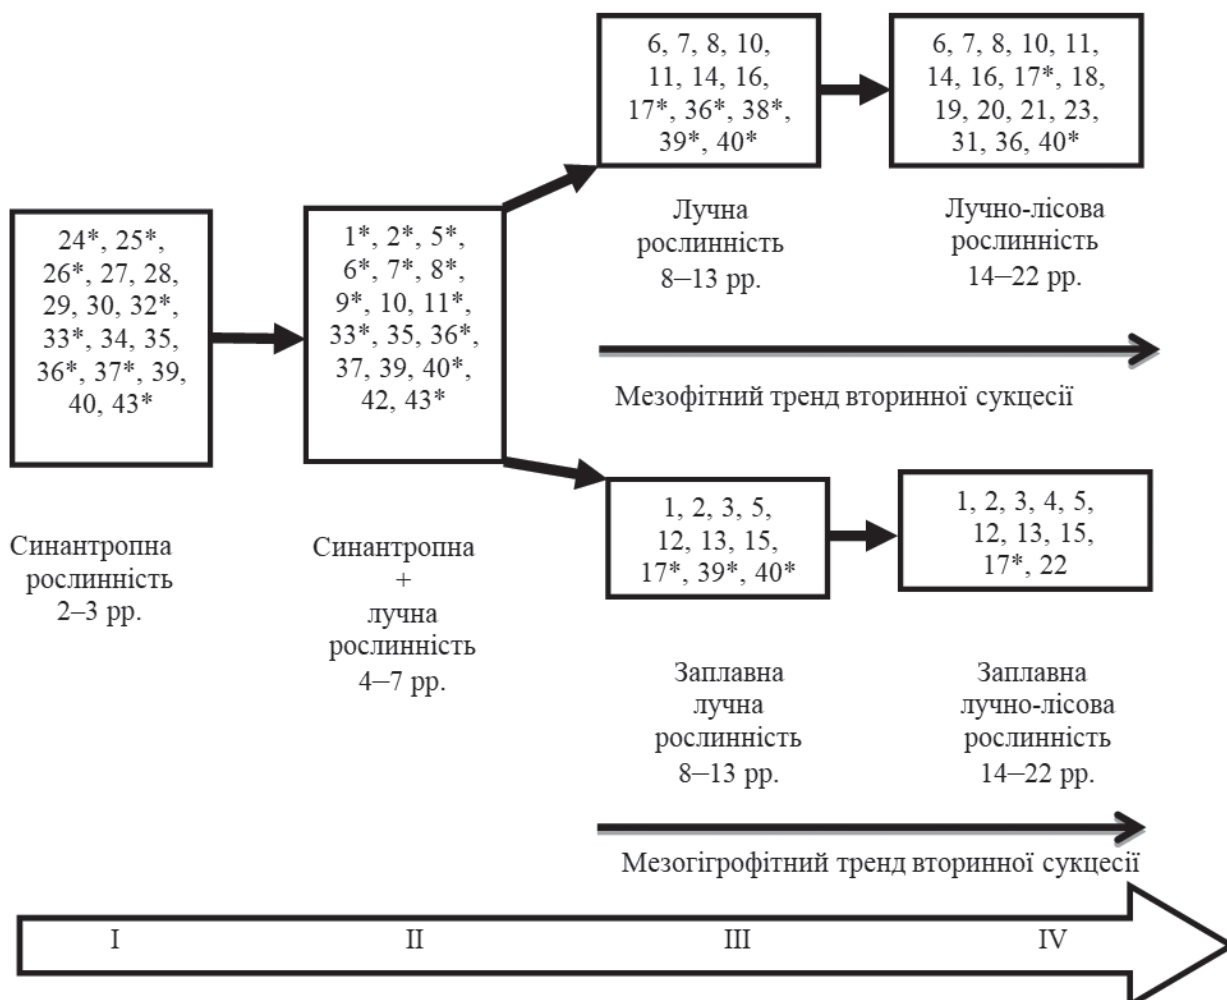 24*, 25*,
26*, 27, 28,
29, 30, 32*,
33*, 34, 35,
36*, 37*, 39,
40, 43*
Синантропна
рослинність
2–3 рр.
1*, 2*, 5*,
6*, 7*, 8*,
9*, 10, 11*,
33*, 35, 36*,
37, 39, 40*,
42, 43*
Синантропна
+
лучна
рослинність
4–7 рр.
6, 7, 8, 10,
11, 14, 16,
17*, 36*, 38*,
39*, 40*
Лучна
рослинність
8–13 рр.
6, 7, 8, 10, 11,
14, 16, 17*, 18,
19, 20, 21, 23,
31, 36, 40*
Лучно-лісова
рослинність
14–22 рр.
Мезофітний тренд вторинної сукцесії
1, 2, 3, 5,
12, 13, 15,
17*, 39*, 40*
Заплавна
лучна
рослинність
8–13 рр.
1, 2, 3, 4, 5,
12, 13, 15,
17*, 22
Заплавна
лучно-лісова
рослинність
14–22 рр.
Мезогігрофітний тренд вторинної сукцесії
I II III IV